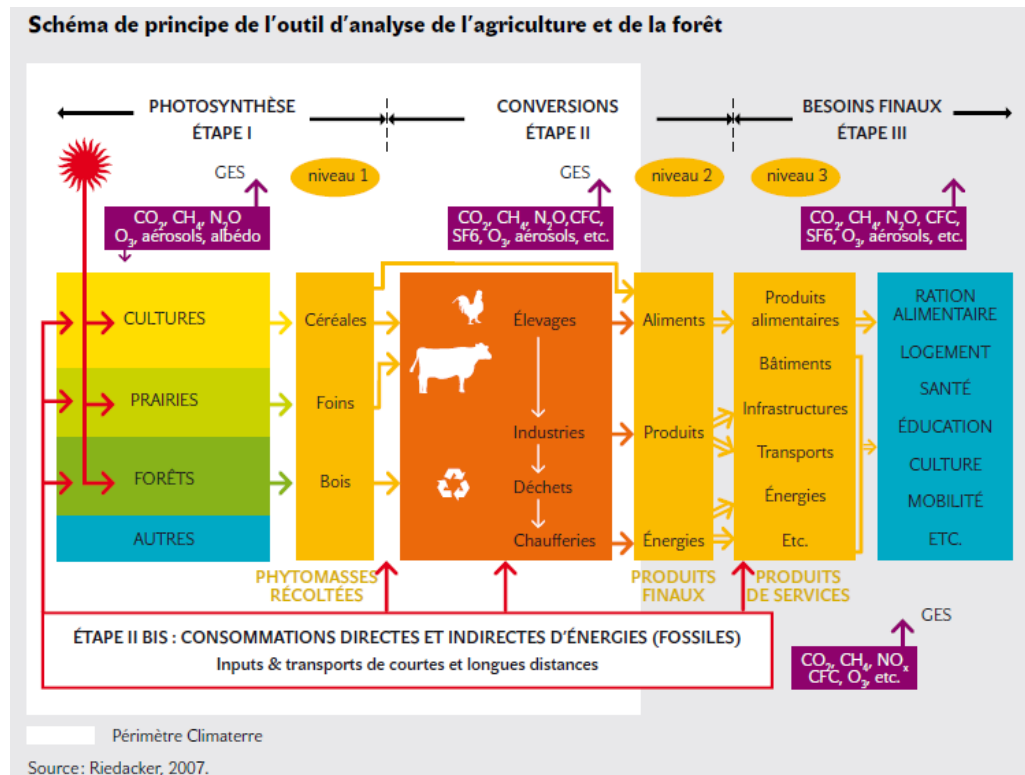 Schéma de principe de l'outil d'analyse de l'agriculture et de la forêt
PHOTOSYNTHÈSE
ÉTAPE I
CONVERSIONS
ÉTAPE II
BESOINS FINAUX
ÉTAPE III
GES
niveau 1
GES
niveau 2
niveau 3
CO₂, CH₄, N₂O
O₃, aérosols, albédo
CO₂, CH₄, N₂O, CFC,
SF6, O₃, aérosols, etc.
CO₂, CH₄, N₂O, CFC,
SF6, O₃, aérosols, etc.
CULTURES
PRAIRIES
FORÊTS
AUTRES
Céréales
Foins
Bois
PHYTOMASSES
RÉCOLTÉES
Élevages
Industries
Déchets
Chaufferies
Aliments
Produits
Énergies
PRODUITS
FINAUX
Produits
alimentaires
Bâtiments
Infrastructures
Transports
Énergies
Etc.
PRODUITS
DE SERVICES
RATION
ALIMENTAIRE
LOGEMENT
SANTÉ
ÉDUCATION
CULTURE
MOBILITÉ
ETC.
ÉTAPE II BIS : CONSOMMATIONS DIRECTES ET INDIRECTES D'ÉNERGIES (FOSSILES)
Inputs & transports de courtes et longues distances
GES
CO₂, CH₄, NOₓ
CFC, O₃, etc.
Périmètre Climaterre
Source: Riedacker, 2007.